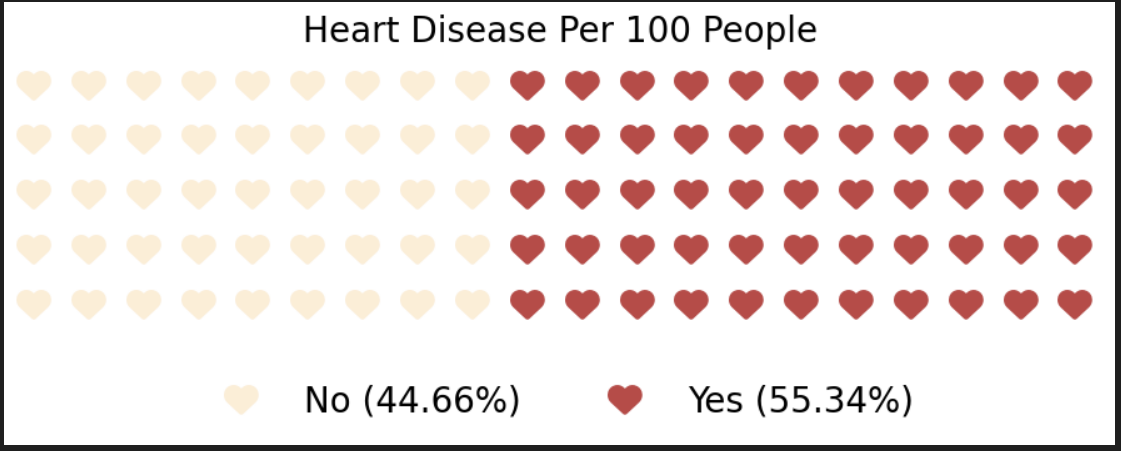 Heart Disease Per 100 People
No (44.66%) Yes (55.34%)